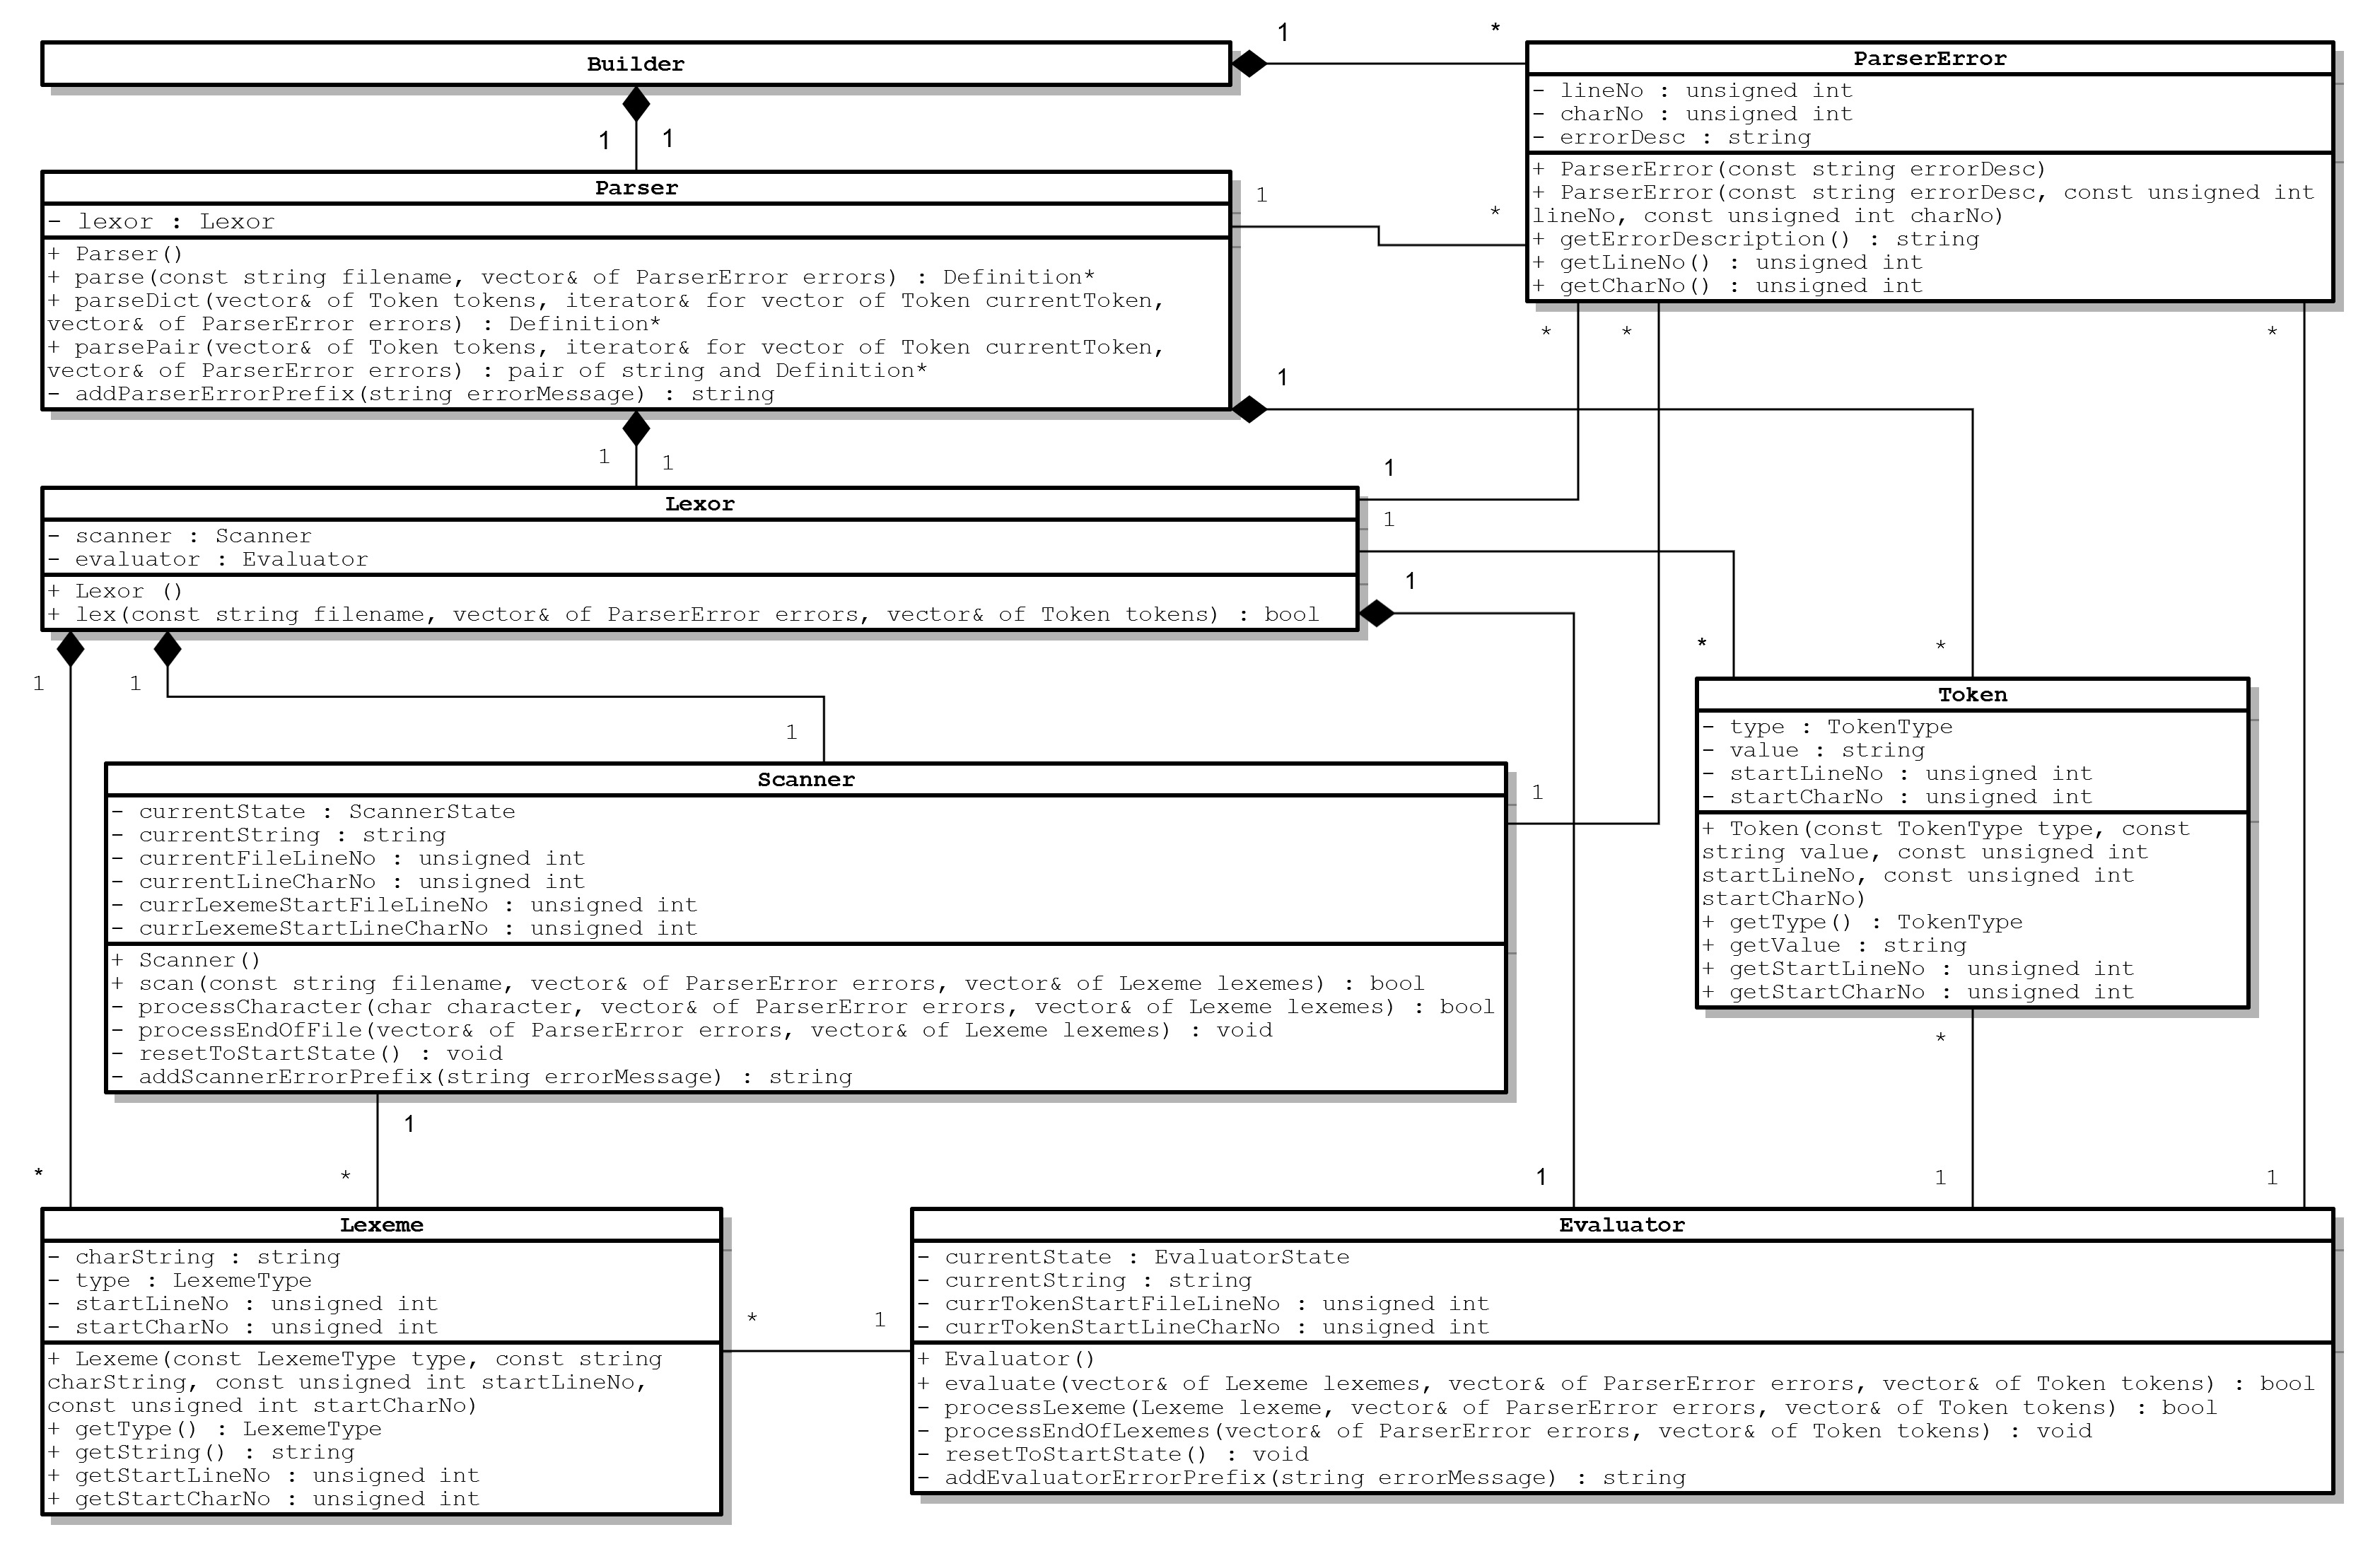 1
*
Builder
ParserError
- lineNo : unsigned int
- charNo : unsigned int
- errorDesc : string
+ ParserError(const string errorDesc)
+ ParserError(const string errorDesc, const unsigned int
lineNo, const unsigned int charNo)
+ getErrorDescription() : string
+ getLineNo() : unsigned int
+ getCharNo() : unsigned int
1
1
Parser
- lexor : Lexor
+ Parser()
+ parse(const string filename, vector& of ParserError errors) : Definition*
+ parseDict(vector& of Token tokens, iterator& for vector of Token currentToken,
vector& of ParserError errors) : Definition*
+ parsePair(vector& of Token tokens, iterator& for vector of Token currentToken,
vector& of ParserError errors) : pair of string and Definition*
- addParserErrorPrefix(string errorMessage) : string
1
*
*
*
*
1
1
1
1
Lexor
- scanner : Scanner
- evaluator : Evaluator
+ Lexor ()
+ lex(const string filename, vector& of ParserError errors, vector& of Token tokens) : bool
1
1
*
*
1
1
1
Token
- type : TokenType
- value : string
- startLineNo : unsigned int
- startCharNo : unsigned int
+ Token(const TokenType type, const
string value, const unsigned int
startLineNo, const unsigned int
startCharNo)
+ getType() : TokenType
+ getValue : string
+ getStartLineNo : unsigned int
+ getStartCharNo : unsigned int
Scanner
- currentState : ScannerState
- currentString : string
- currentFileLineNo : unsigned int
- currentLineCharNo : unsigned int
- currLexemeStartFileLineNo : unsigned int
- currLexemeStartLineCharNo : unsigned int
+ Scanner()
+ scan(const string filename, vector& of ParserError errors, vector& of Lexeme lexemes) : bool
- processCharacter(char character, vector& of ParserError errors, vector& of Lexeme lexemes) : bool
- processEndOfFile(vector& of ParserError errors, vector& of Lexeme lexemes) : void
- resetToStartState() : void
- addScannerErrorPrefix(string errorMessage) : string
1
*
1
*
*
1
1
1
Lexeme
- charString : string
- type : LexemeType
- startLineNo : unsigned int
- startCharNo : unsigned int
+ Lexeme(const LexemeType type, const string
charString, const unsigned int startLineNo,
const unsigned int startCharNo)
+ getType() : LexemeType
+ getString() : string
+ getStartLineNo : unsigned int
+ getStartCharNo : unsigned int
*
1
Evaluator
- currentState : EvaluatorState
- currentString : string
- currTokenStartFileLineNo : unsigned int
- currTokenStartLineCharNo : unsigned int
+ Evaluator()
+ evaluate(vector& of Lexeme lexemes, vector& of ParserError errors, vector& of Token tokens) : bool
- processLexeme(Lexeme lexeme, vector& of ParserError errors, vector& of Token tokens) : bool
- processEndOfLexemes(vector& of ParserError errors, vector& of Token tokens) : void
- resetToStartState() : void
- addEvaluatorErrorPrefix(string errorMessage) : string